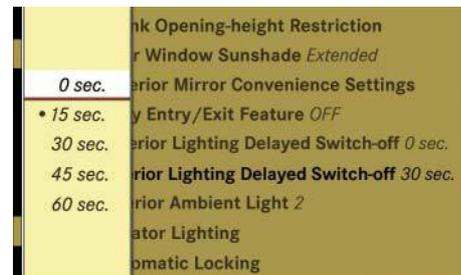 nk Opening-height Restriction
r Window Sunshade Extended
0 sec.
erior Mirror Convenience Settings
• 15 sec.
y Entry/Exit Feature OFF
30 sec.
erior Lighting Delayed Switch-off 0 sec.
45 sec.
rior Lighting Delayed Switch-off 30 sec.
60 sec.
rior Ambient Light 2
ator Lighting
omatic Locking